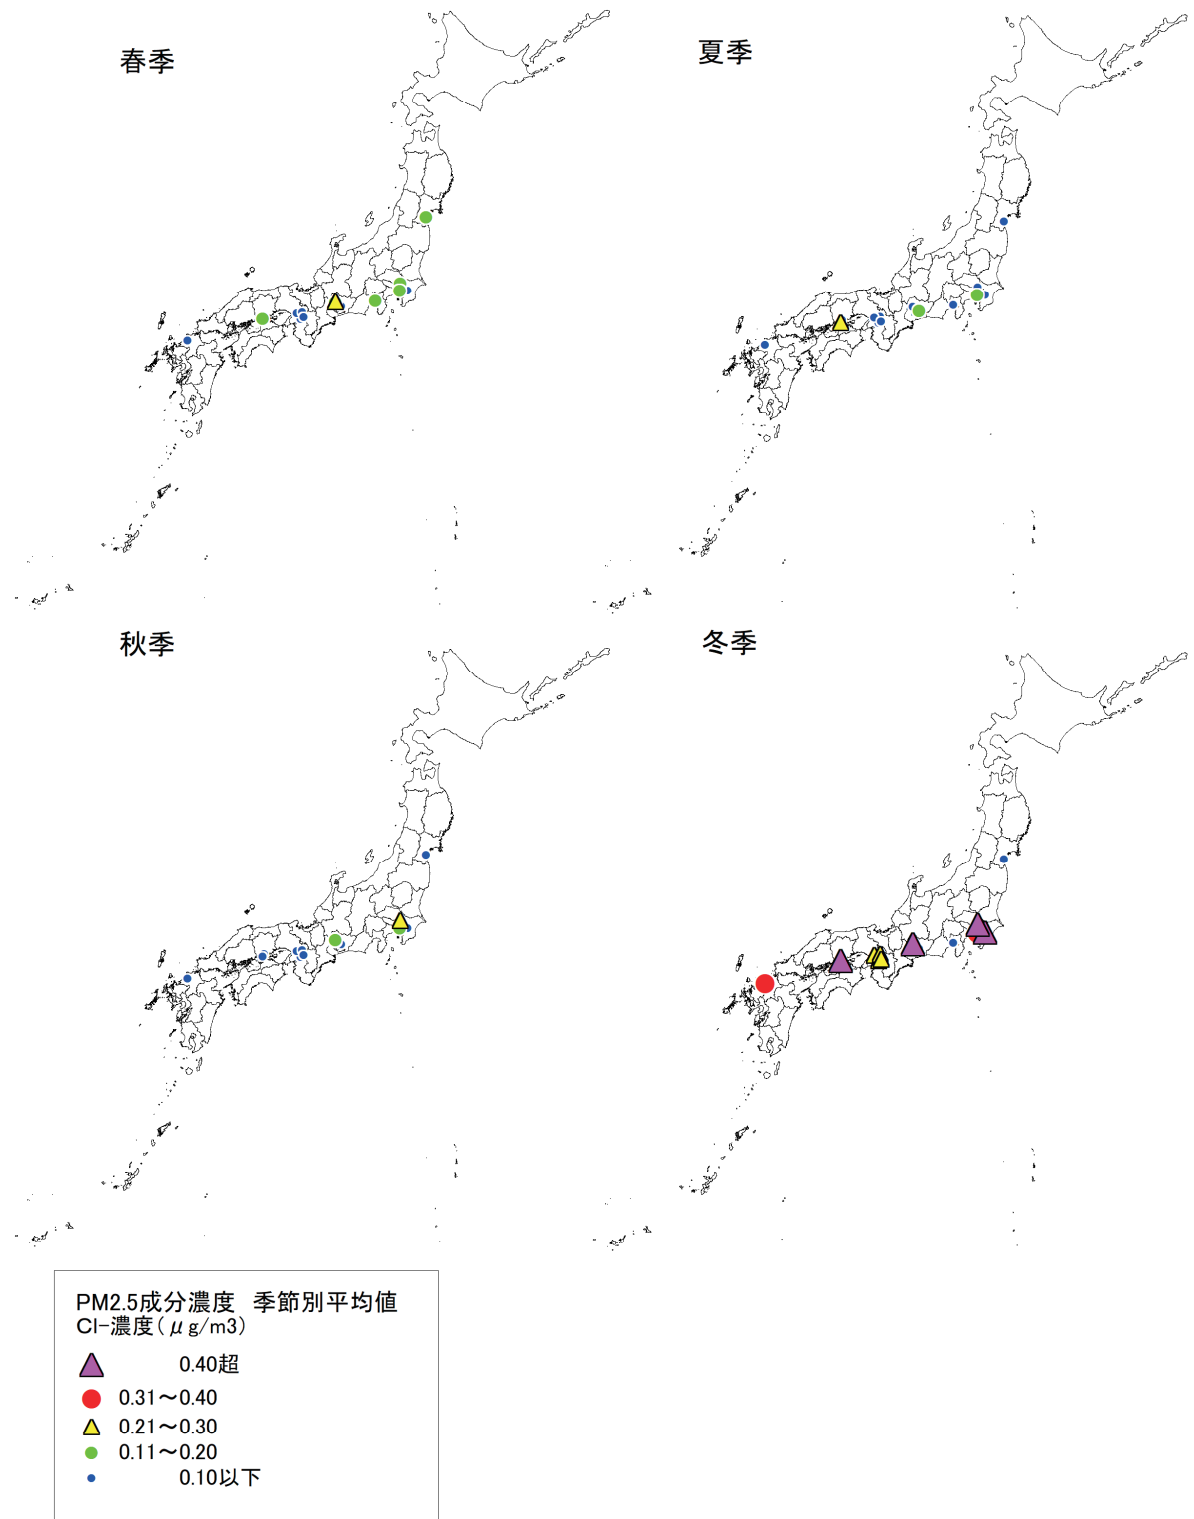 春季
夏季
秋季
冬季
PM2.5成分濃度　季節別平均値
Cl-濃度(μg/m3)
0.40超
0.31～0.40
0.21～0.30
0.11～0.20
0.10以下